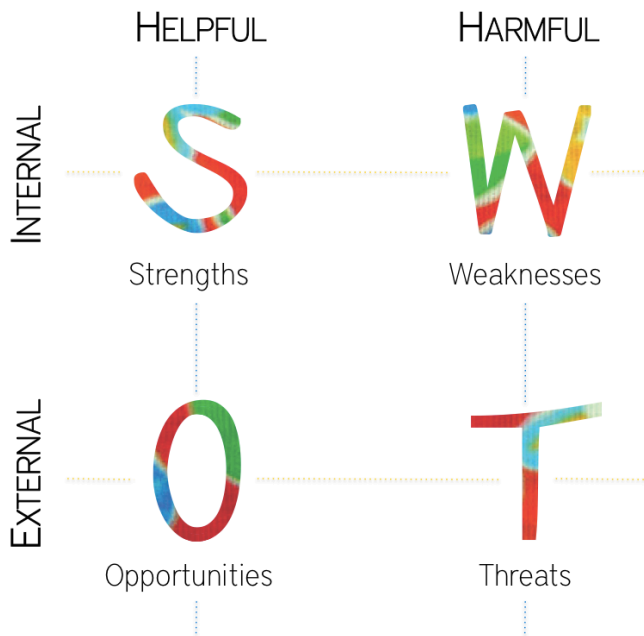 HELPFUL HARMFUL
INTERNAL
S W
Strengths Weaknesses
EXTERNAL
O T
Opportunities Threats